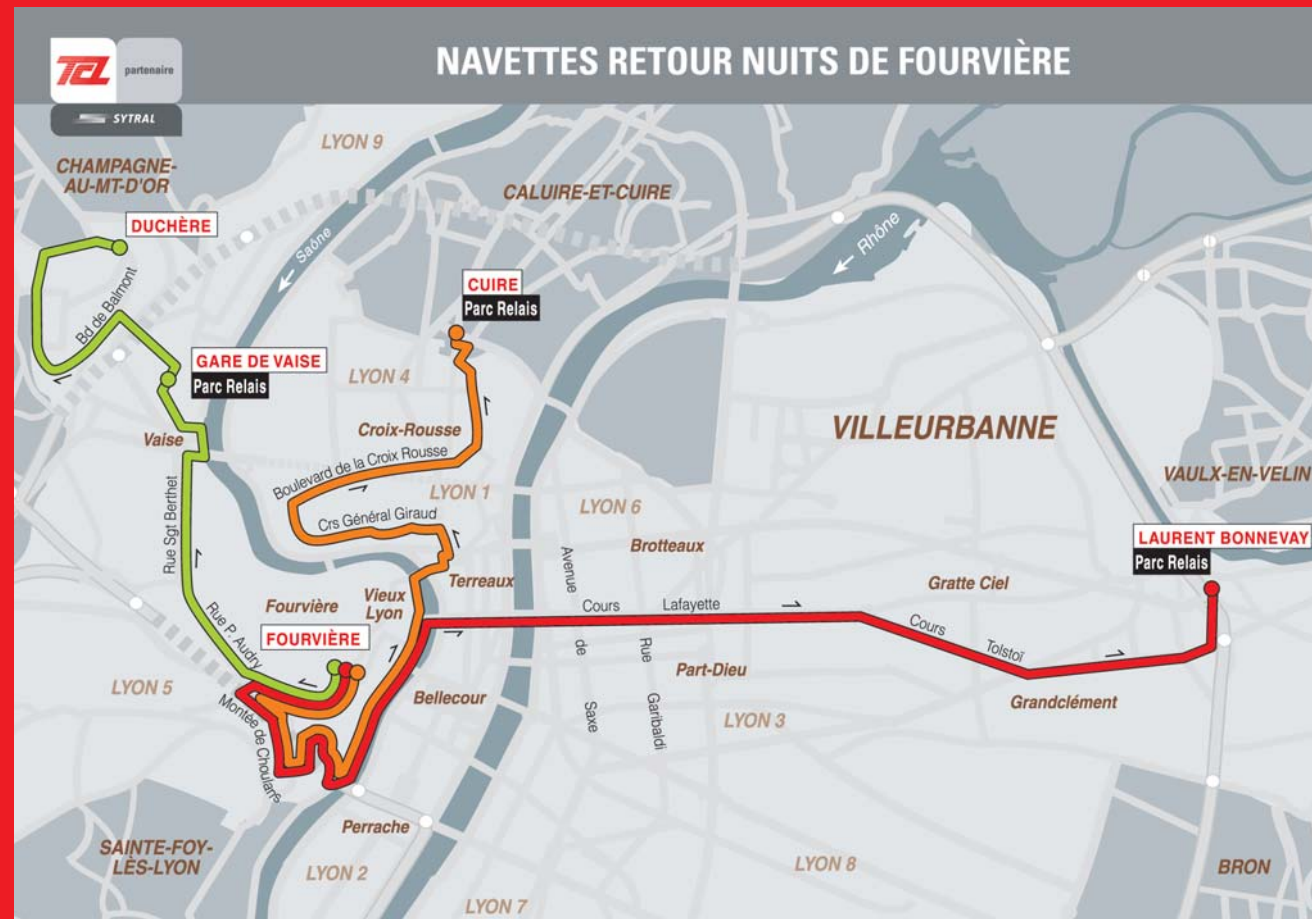 TCL
partenaire
SYTRAL
NAVETTES RETOUR NUITS DE FOURVIÈRE
LYON 9
CHAMPAGNE-
AU-MT-D'OR
CALUIRE-ET-CUIRE
DUCHÈRE
Saône
Rhône
Bd de Balmont
CUIRE
Parc Relais
GARE DE VAISE
Parc Relais
LYON 4
Vaise
Croix-Rousse
VILLEURBANNE
Boulevard de la Croix Rousse
VAULX-EN-VELIN
LYON 1
Crs Général Giraud
LYON 6
Rue Sgt Berthet
Brotteaux
LAURENT BONNEVAY
Parc Relais
Avenue
de
Saxe
Terreaux
Gratte Ciel
Vieux
Lyon
Fourvière
Cours
Lafayette
Rue P. Audry
FOURVIÈRE
Cours
Tolstoï
Rue
Garibaldi
Part-Dieu
LYON 5
Bellecour
Grandclément
Montée de Choulans
LYON 3
Perrache
SAINTE-FOY-
LÈS-LYON
LYON 2
LYON 8
BRON
LYON 7